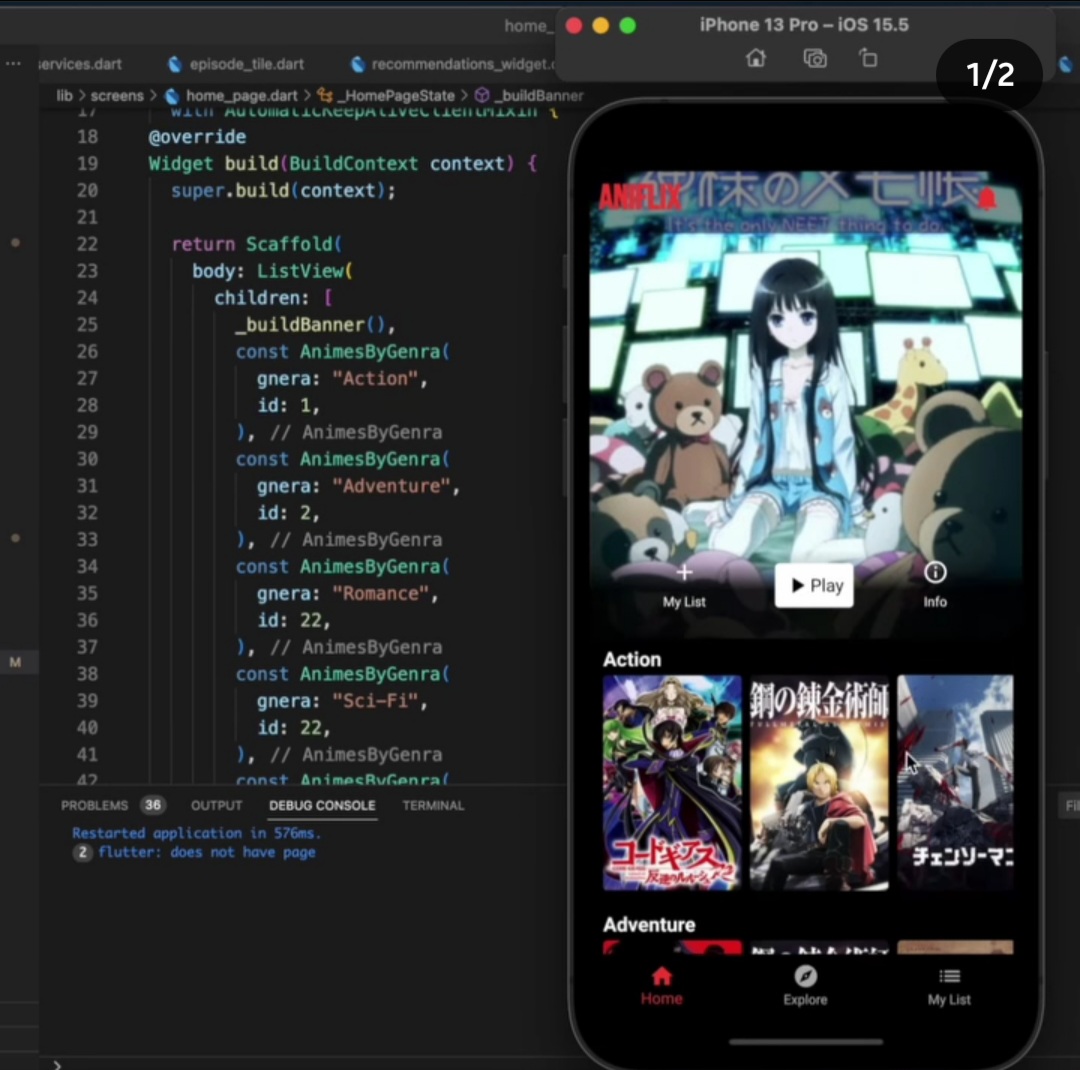 home_
iPhone 13 Pro – iOS 15.5
1/2
ervices.dart
episode_tile.dart
recommendations_widget.
lib > screens > home_page.dart > _HomePageState > _buildBanner
17 with AutomaticKeepAliveClientMixin {
18 @override
19 Widget build(BuildContext context) {
20 super.build(context);
21
22 return Scaffold(
23 body: ListView(
24 children: [
25 _buildBanner(),
26 const AnimesByGenra(
27 gnera: "Action",
28 id: 1,
29 ), // AnimesByGenra
30 const AnimesByGenra(
31 gnera: "Adventure",
32 id: 2,
33 ), // AnimesByGenra
34 const AnimesByGenra(
35 gnera: "Romance",
36 id: 22,
37 ), // AnimesByGenra
38 const AnimesByGenra(
39 gnera: "Sci-Fi",
40 id: 22,
41 ), // AnimesByGenra
42 const AnimesByGenra(
M
PROBLEMS 36 OUTPUT DEBUG CONSOLE TERMINAL
Fil
Restarted application in 576ms.
2 flutter: does not have page
ANIFLIX
It's the only NEET thing to do.
My List
Play
Info
Action
コードギアス
反逆のルルーシュ
鋼の錬金術師
チェンソーマン
Adventure
Home
Explore
My List